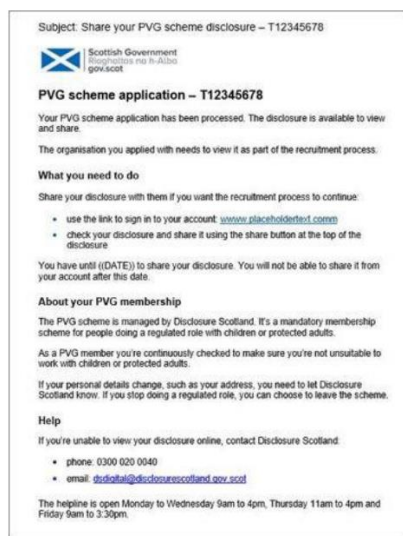 Subject: Share your PVG scheme disclosure – T12345678
Scottish Government
Riaghaltas na h-Alba
gov.scot
PVG scheme application – T12345678
Your PVG scheme application has been processed. The disclosure is available to view
and share.
The organisation you applied with needs to view it as part of the recruitment process.
What you need to do
Share your disclosure with them if you want the recruitment process to continue:
• use the link to sign in to your account: wwww.placeholdertext.comm
• check your disclosure and share it using the share button at the top of the
disclosure
You have until ((DATE)) to share your disclosure. You will not be able to share it from
your account after this date.
About your PVG membership
The PVG scheme is managed by Disclosure Scotland. It's a mandatory membership
scheme for people doing a regulated role with children or protected adults.
As a PVG member you're continuously checked to make sure you're not unsuitable to
work with children or protected adults.
If your personal details change, such as your address, you need to let Disclosure
Scotland know. If you stop doing a regulated role, you can choose to leave the scheme.
Help
If you're unable to view your disclosure online, contact Disclosure Scotland:
• phone: 0300 020 0040
• email: dsdigital@disclosurescotland.gov.scot
The helpline is open Monday to Wednesday 9am to 4pm, Thursday 11am to 4pm and
Friday 9am to 3:30pm.